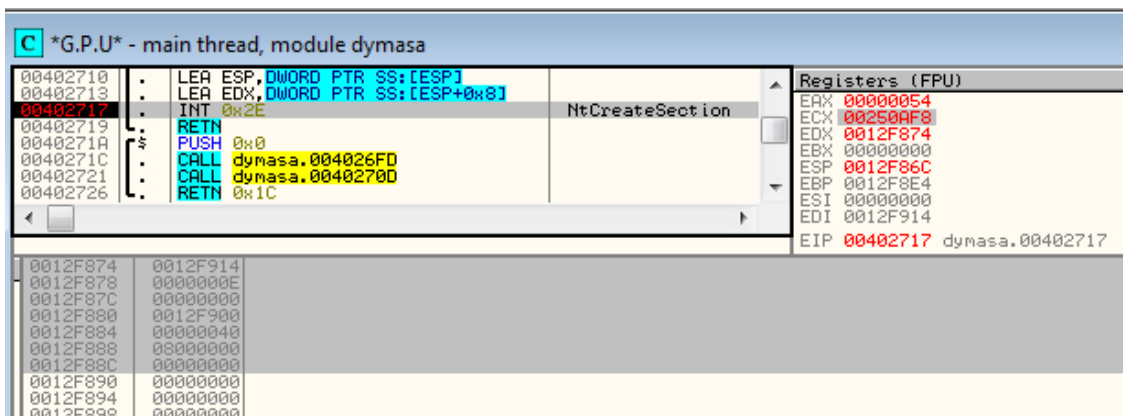 C *G.P.U* - main thread, module dymasa
00402710 . LEA ESP,DWORD PTR SS:[ESP]
00402713 . LEA EDX,DWORD PTR SS:[ESP+0x8]
00402717 . INT 0x2E NtCreateSection
00402719 . RETN
0040271A $ PUSH 0x0
0040271C . CALL dymasa.004026FD
00402721 . CALL dymasa.0040270D
00402726 . RETN 0x1C
Registers (FPU)
EAX 00000054
ECX 00250AF8
EDX 0012F874
EBX 00000000
ESP 0012F86C
EBP 0012F8E4
ESI 00000000
EDI 0012F914
EIP 00402717 dymasa.00402717
0012F874 0012F914
0012F878 0000000E
0012F87C 00000000
0012F880 0012F900
0012F884 00000040
0012F888 08000000
0012F88C 00000000
0012F890 00000000
0012F894 00000000
0012F898 00000000